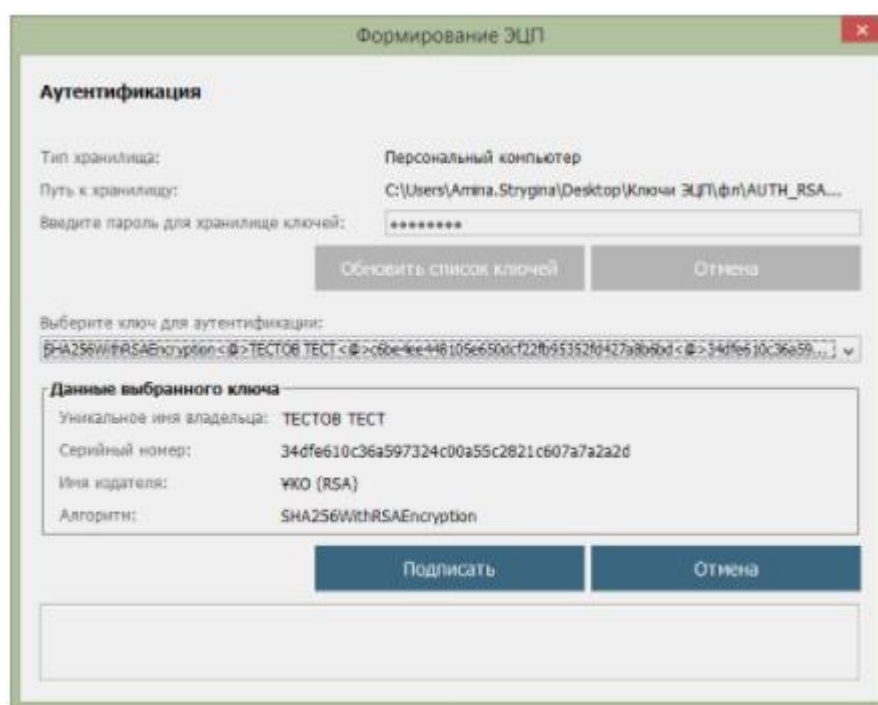 Формирование ЭЦП
Аутентификация
Тип хранилища: Персональный компьютер
Путь к хранилищу: C:\Users\Amina.Strygina\Desktop\Ключи ЭЦП\фл\AUTH_RSA....
Введите пароль для хранилище ключей: ********
Обновить список ключей Отмена
Выберите ключ для аутентификации:
SHA256WithRSAEncryption<@>ТЕСТОВ ТЕСТ<@>c6be4ee448105e650dcf22fb95352fd427a8b6bd<@>34dfe610c36a59...
Данные выбранного ключа
Уникальное имя владельца: ТЕСТОВ ТЕСТ
Серийный номер: 34dfe610c36a597324c00a55c2821c607a7a2a2d
Имя издателя: ҰКО (RSA)
Алгоритм: SHA256WithRSAEncryption
Подписать Отмена